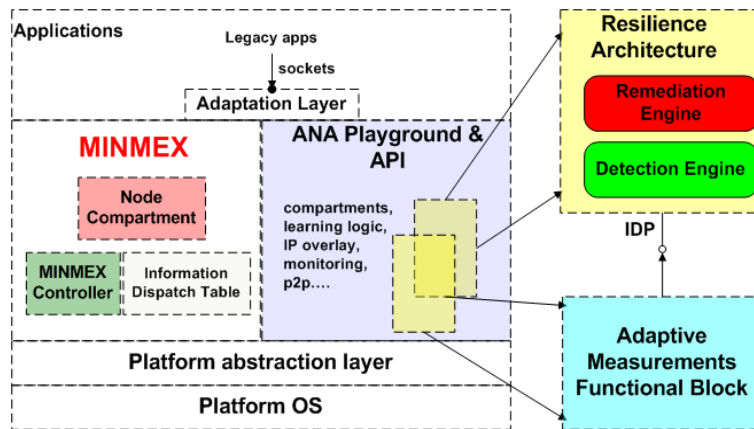 Applications
Legacy apps
sockets
Adaptation Layer
MINMEX
Node
Compartment
MINMEX
Controller
Information
Dispatch Table
ANA Playground &
API
compartments,
learning logic,
IP overlay,
monitoring,
p2p....
Platform abstraction layer
Platform OS
Resilience
Architecture
Remediation
Engine
Detection Engine
IDP
Adaptive
Measurements
Functional Block